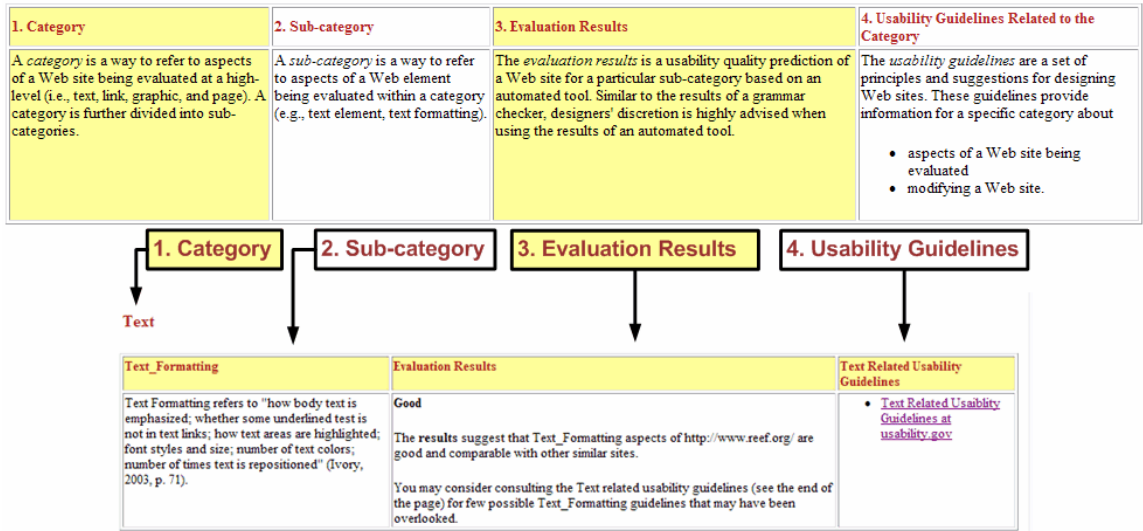 1. Category
2. Sub-category
3. Evaluation Results
4. Usability Guidelines Related to the
Category
A category is a way to refer to aspects
of a Web site being evaluated at a high-
level (i.e., text, link, graphic, and page). A
category is further divided into sub-
categories.
A sub-category is a way to refer
to aspects of a Web element
being evaluated within a category
(e.g., text element, text formatting).
The evaluation results is a usability quality prediction of
a Web site for a particular sub-category based on an
automated tool. Similar to the results of a grammar
checker, designers' discretion is highly advised when
using the results of an automated tool.
The usability guidelines are a set of
principles and suggestions for designing
Web sites. These guidelines provide
information for a specific category about
• aspects of a Web site being
evaluated
• modifying a Web site.
1. Category
2. Sub-category
3. Evaluation Results
4. Usability Guidelines
Text
Text_Formatting
Evaluation Results
Text Related Usability
Guidelines
Text Formatting refers to "how body text is
emphasized; whether some underlined test is
not in text links; how text areas are highlighted;
font styles and size; number of text colors;
number of times text is repositioned" (Ivory,
2003, p. 71).
Good
The results suggest that Text_Formatting aspects of http://www.reef.org/ are
good and comparable with other similar sites.
You may consider consulting the Text related usability guidelines (see the end of
the page) for few possible Text_Formatting guidelines that may have been
overlooked.
• Text Related Usaiblity
Guidelines at
usability.gov